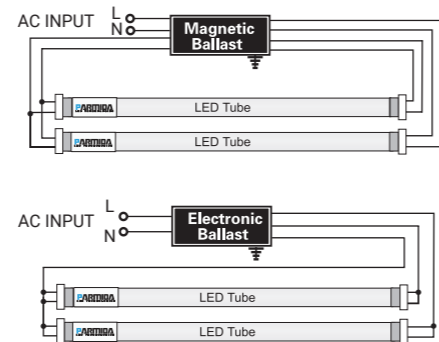 AC INPUT L
N
Magnetic
Ballast
LED Tube
LED Tube
AC INPUT L
N
Electronic
Ballast
LED Tube
LED Tube